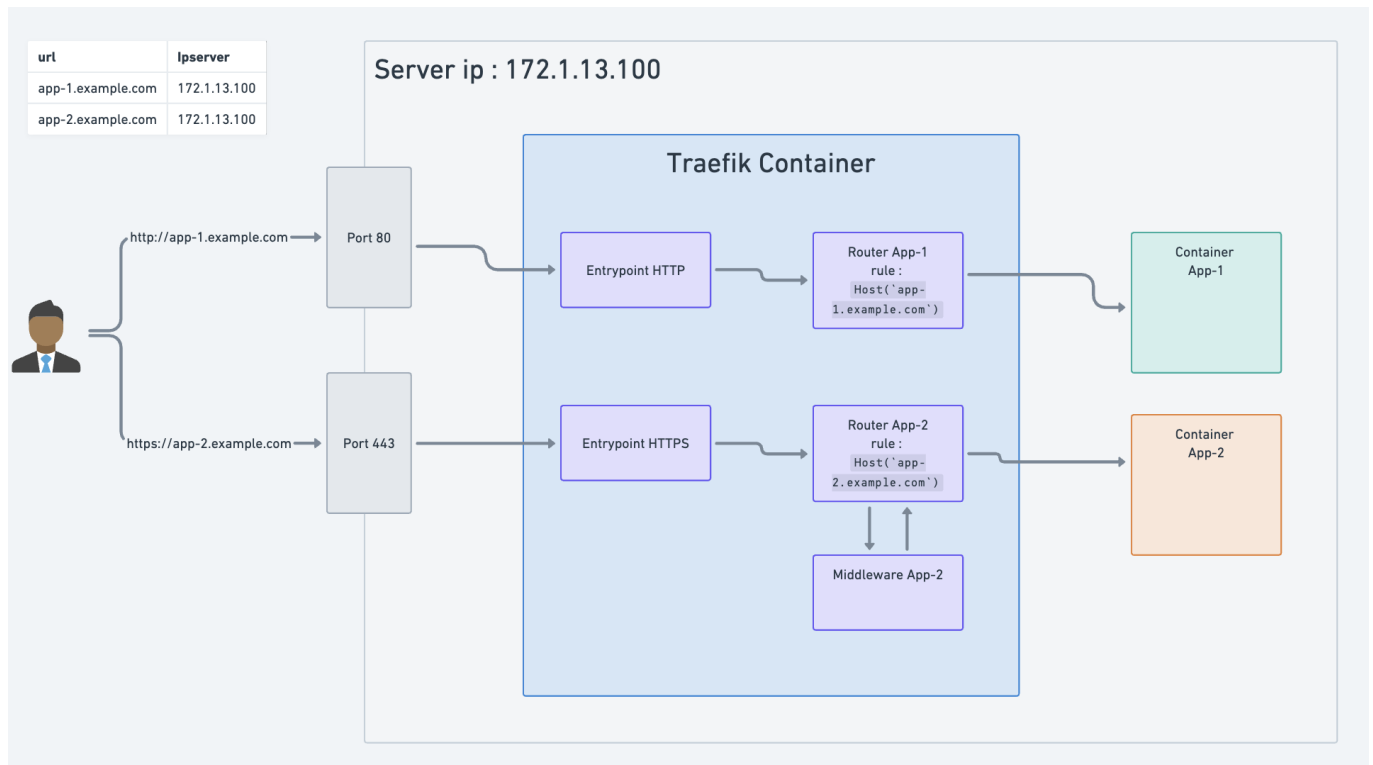 url Ipserver
app-1.example.com 172.1.13.100
app-2.example.com 172.1.13.100
Server ip : 172.1.13.100
Traefik Container
http://app-1.example.com
Port 80
Entrypoint HTTP
Router App-1
rule :
Host(`app-
1.example.com`)
Container
App-1
https://app-2.example.com
Port 443
Entrypoint HTTPS
Router App-2
rule :
Host(`app-
2.example.com`)
Container
App-2
Middleware App-2